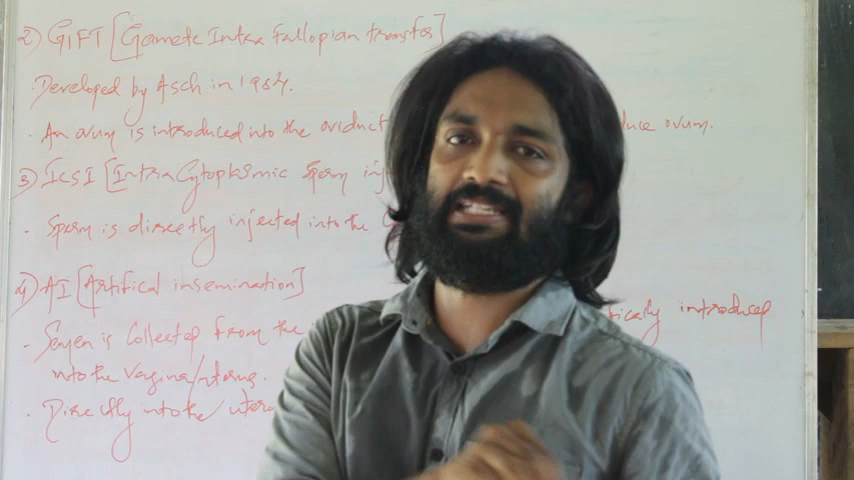 2) GIFT [Gamete Intra Fallopian transfer]
. Developed by Asch in 1984.
. An ovum is introduced into the oviduct duce ovum.
3) ICSI [Intra Cytoplasmic Sperm inj
. Sperm is directly injected into the
4) AI [Artifical insemination]
. Semen is collected from the tically introduced
into the vagina/uterus.
. Directly into the uter